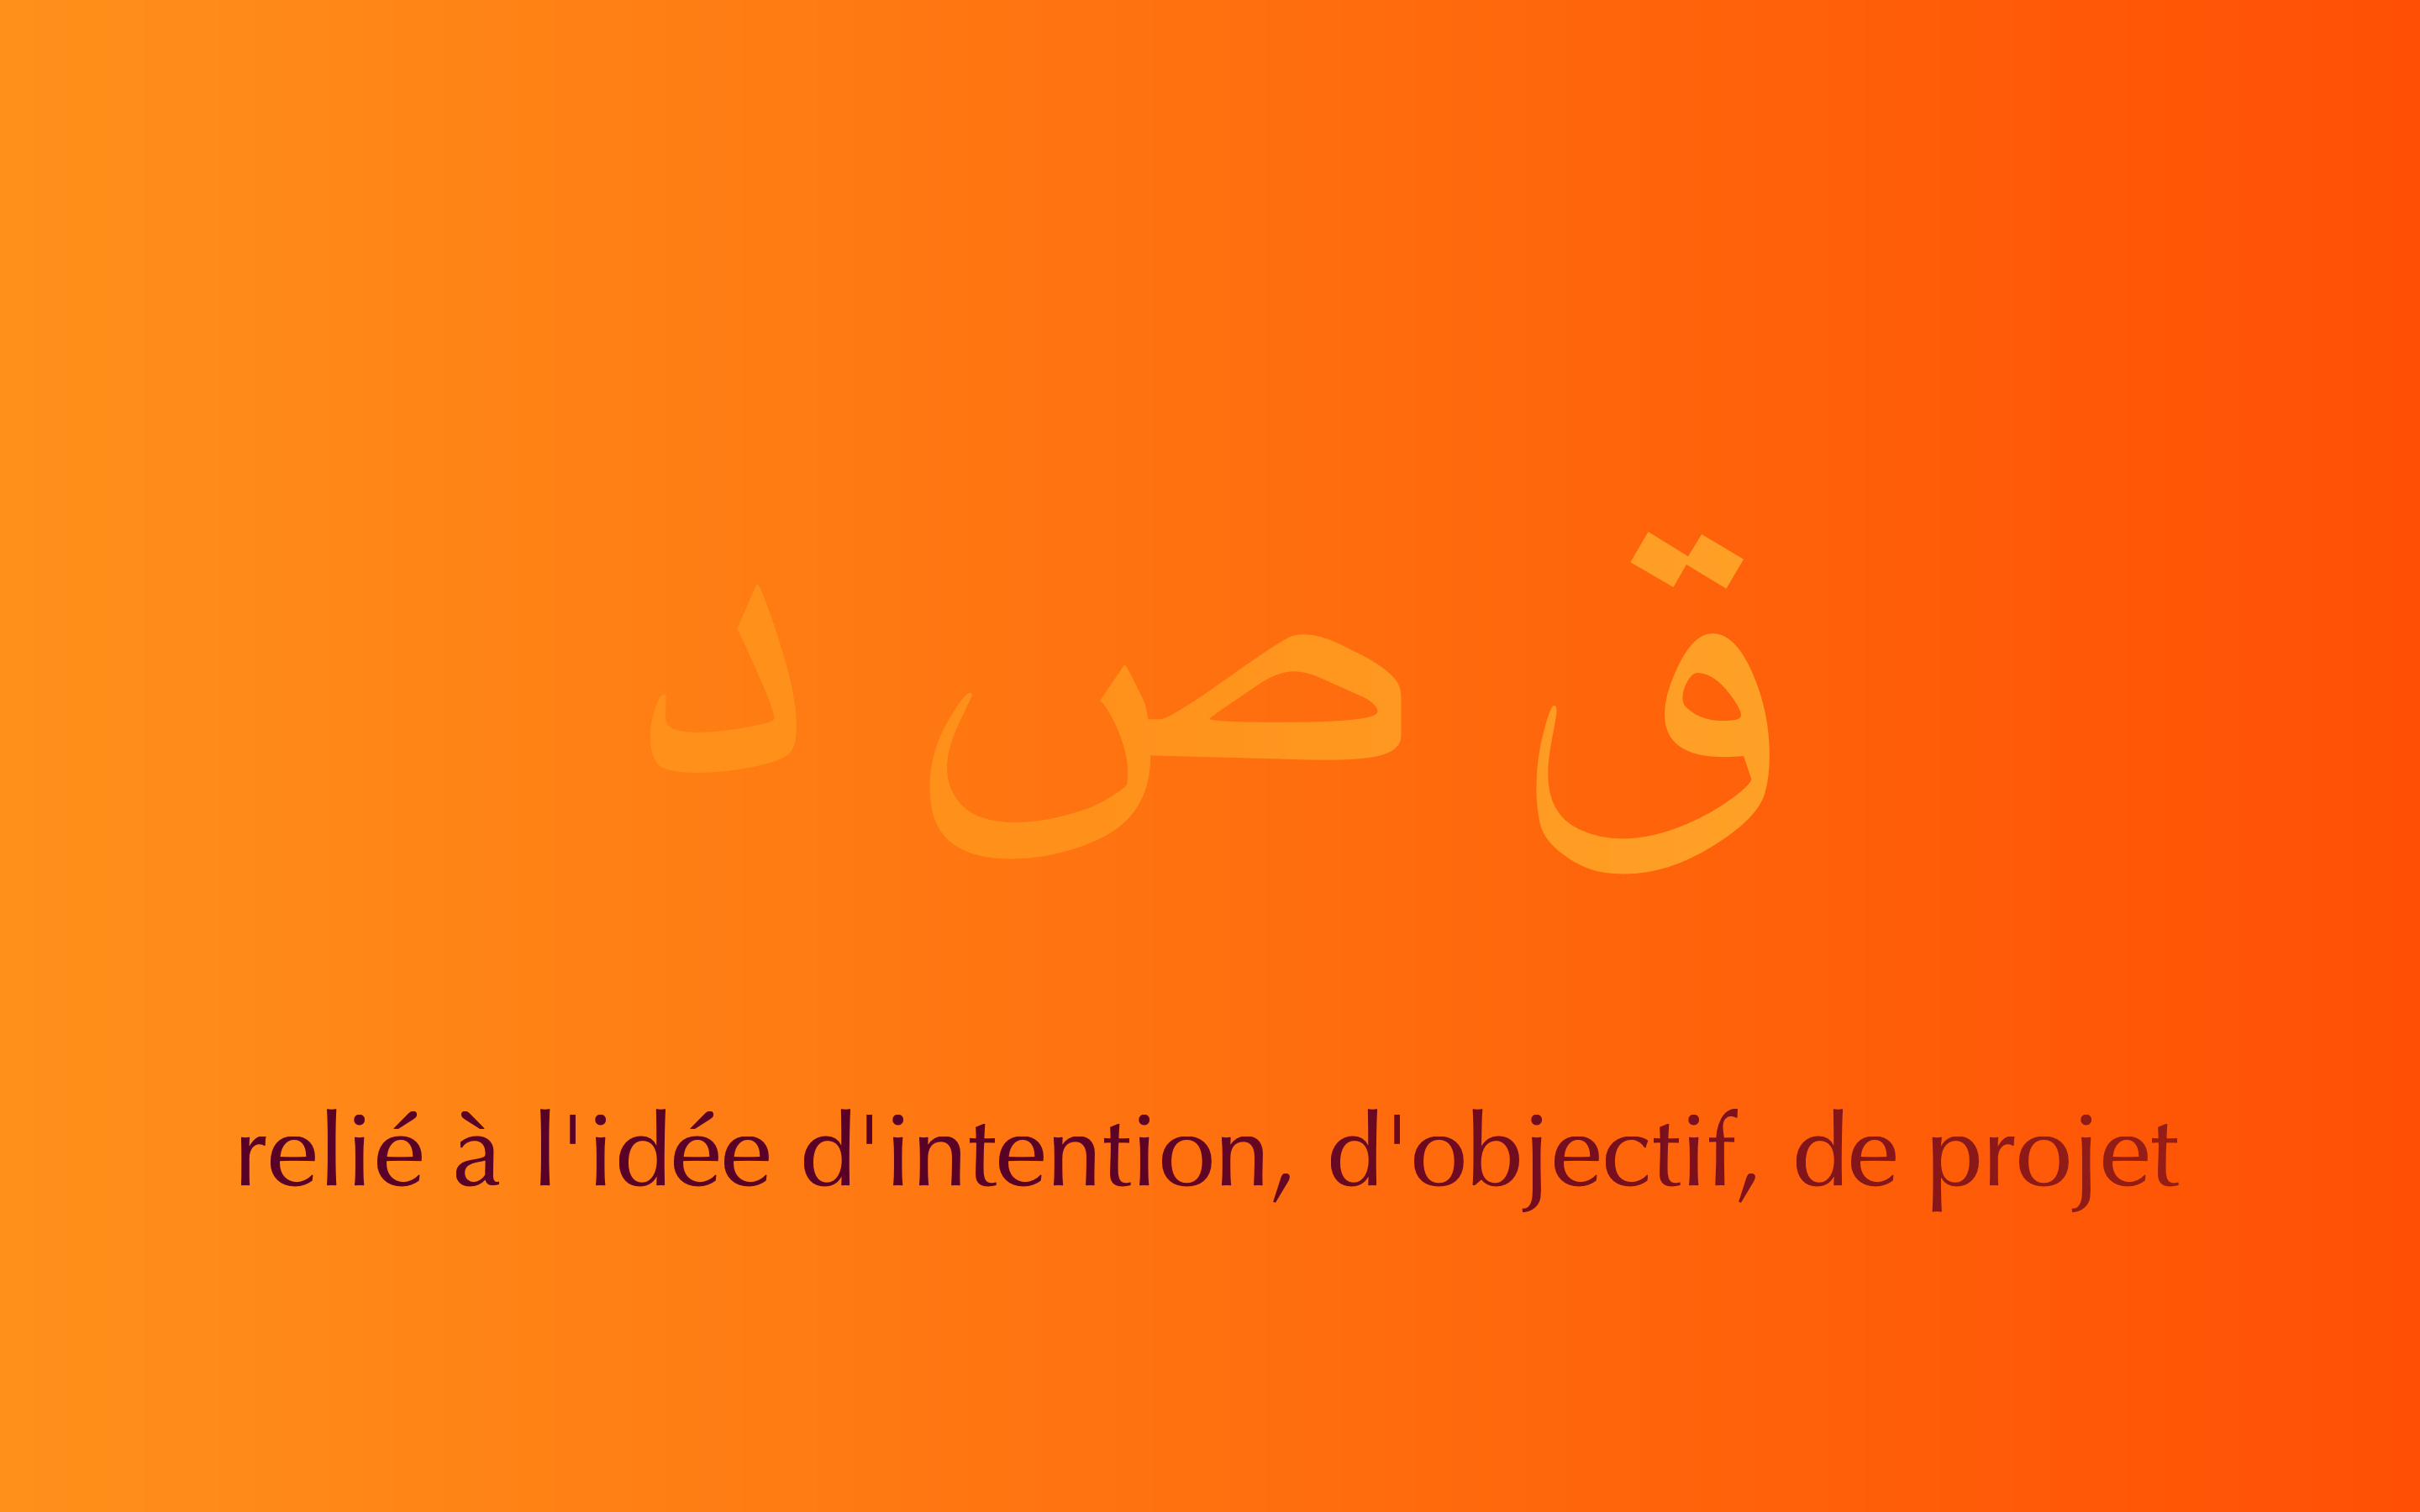 ق ص د
relié à l'idée d'intention, d'objectif, de projet